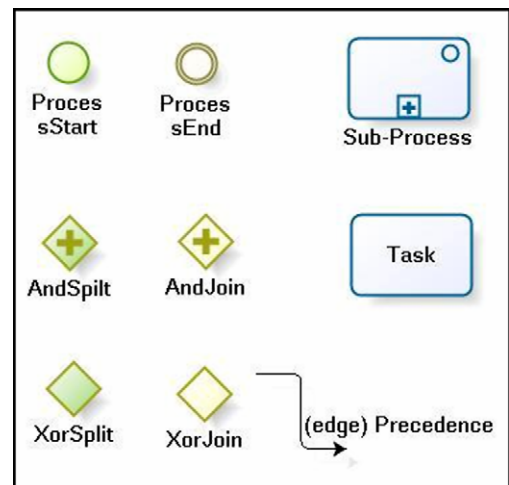 Proces
sStart
Proces
sEnd
Sub-Process
AndSpilt
AndJoin
Task
XorSplit
XorJoin
(edge) Precedence